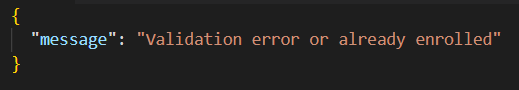 {
"message": "Validation error or already enrolled"
}